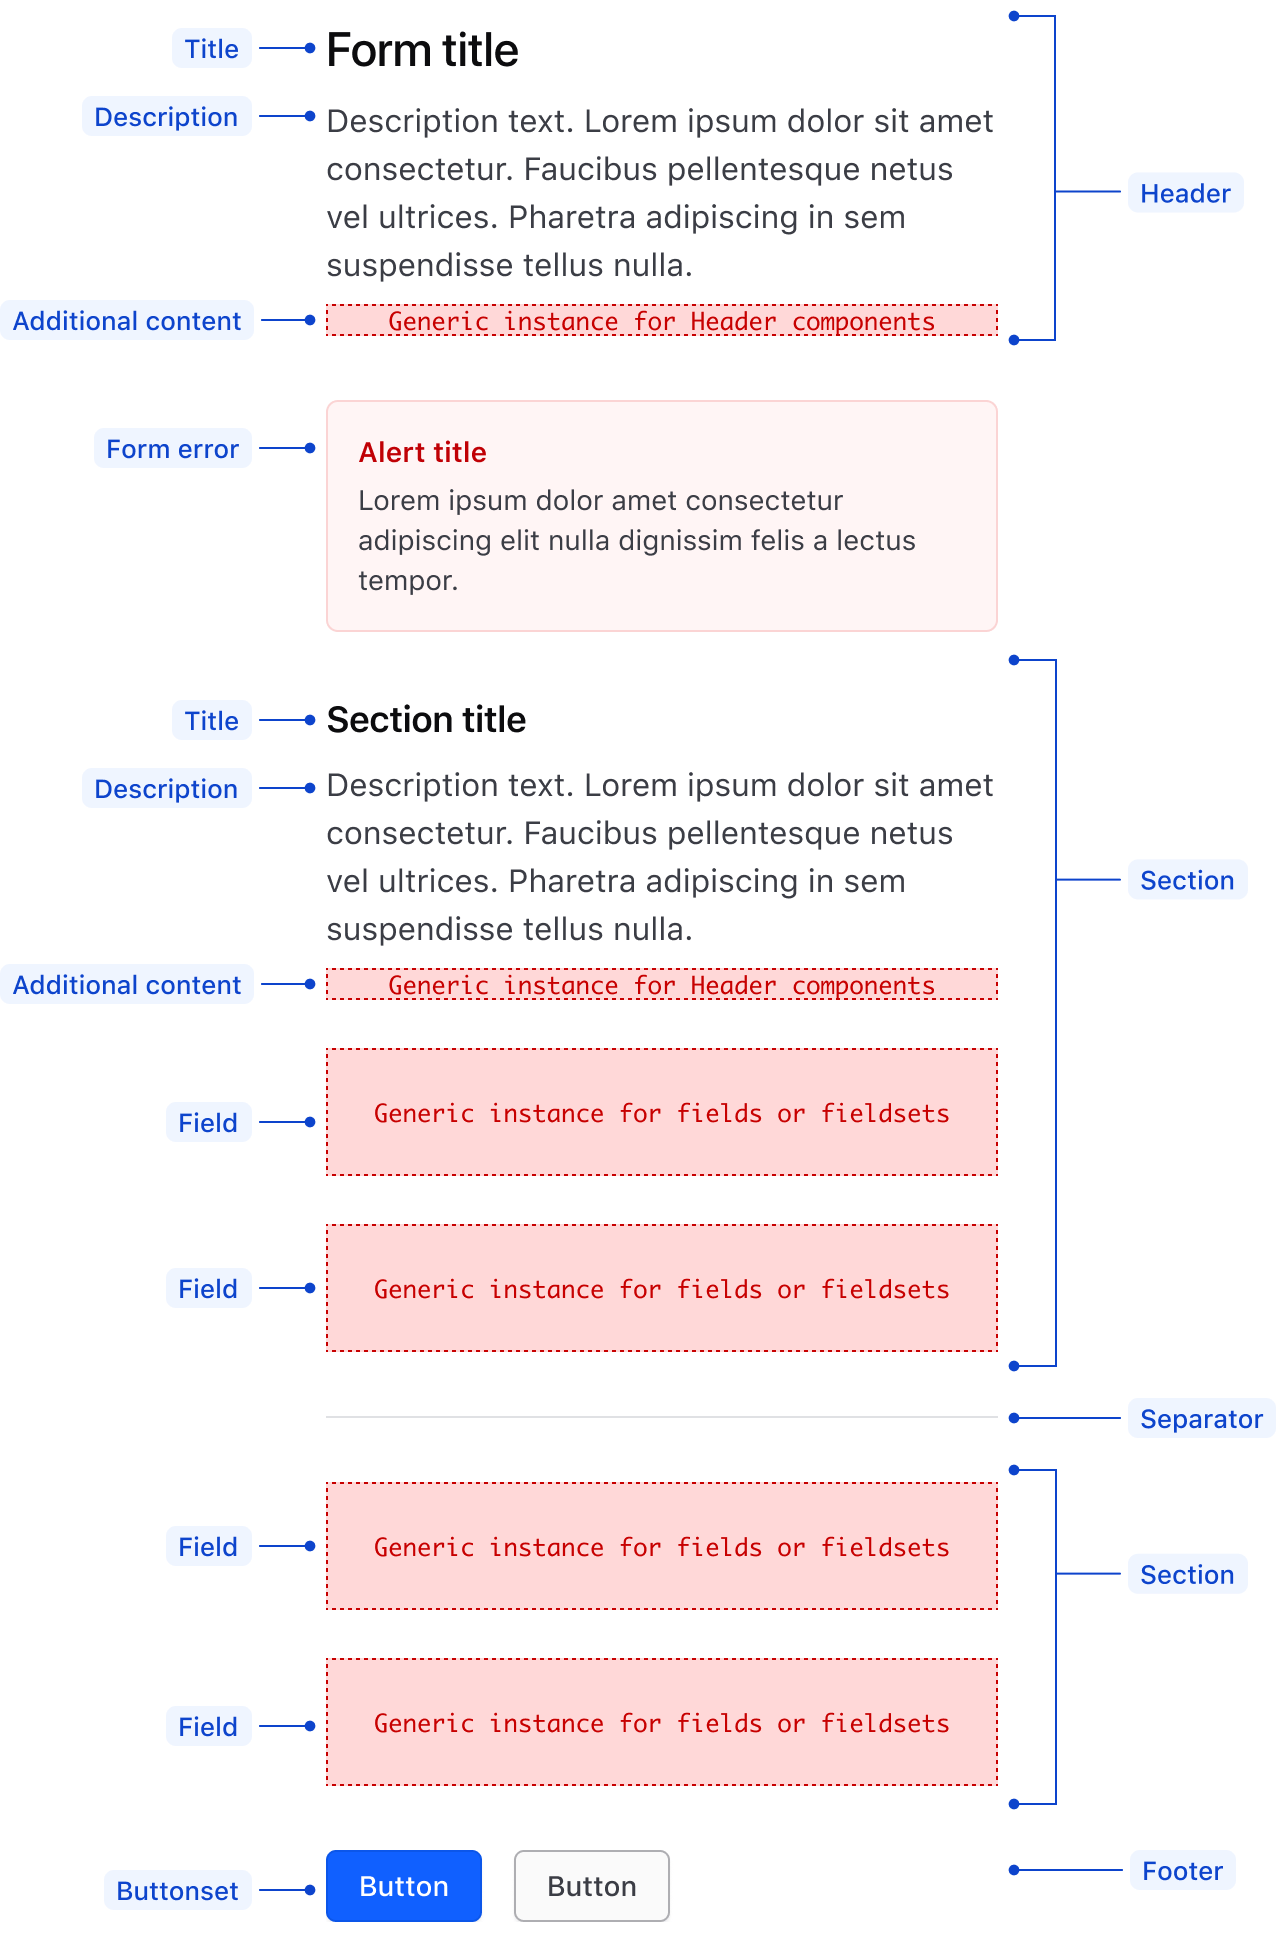 Title
Form title
Description
Description text. Lorem ipsum dolor sit amet
consectetur. Faucibus pellentesque netus
vel ultrices. Pharetra adipiscing in sem
suspendisse tellus nulla.
Header
Additional content
Generic instance for Header components
Form error
Alert title
Lorem ipsum dolor amet consectetur
adipiscing elit nulla dignissim felis a lectus
tempor.
Title
Section title
Description
Description text. Lorem ipsum dolor sit amet
consectetur. Faucibus pellentesque netus
vel ultrices. Pharetra adipiscing in sem
suspendisse tellus nulla.
Section
Additional content
Generic instance for Header components
Field
Generic instance for fields or fieldsets
Field
Generic instance for fields or fieldsets
Separator
Field
Generic instance for fields or fieldsets
Section
Field
Generic instance for fields or fieldsets
Buttonset
Button
Button
Footer